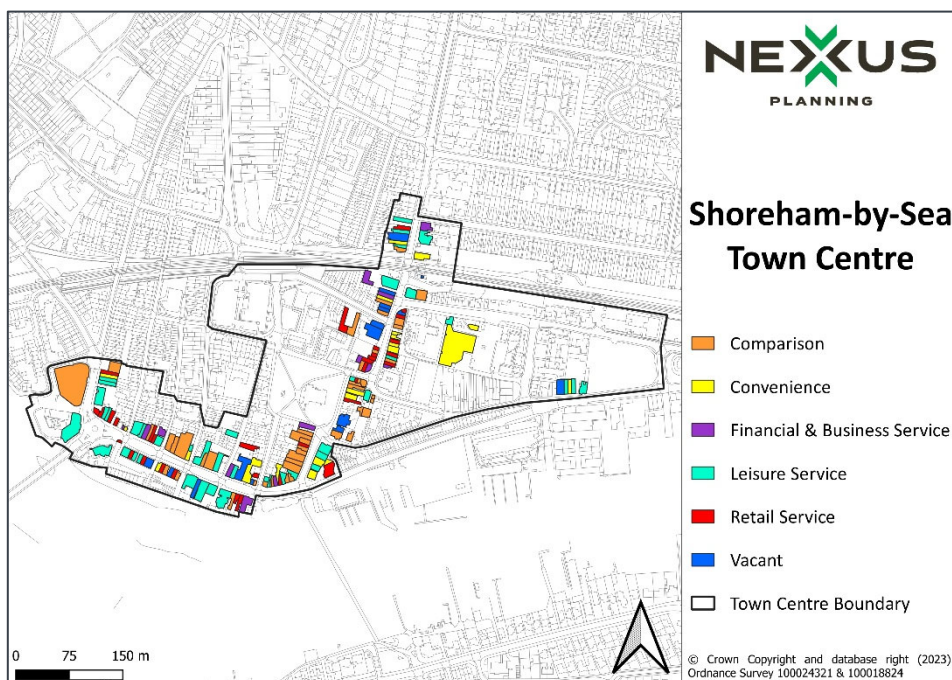 NEXUS
PLANNING
Shoreham-by-Sea
Town Centre
Comparison
Convenience
Financial & Business Service
Leisure Service
Retail Service
Vacant
Town Centre Boundary
0 75 150 m
© Crown Copyright and database right (2023)
Ordnance Survey 100024321 & 100018824